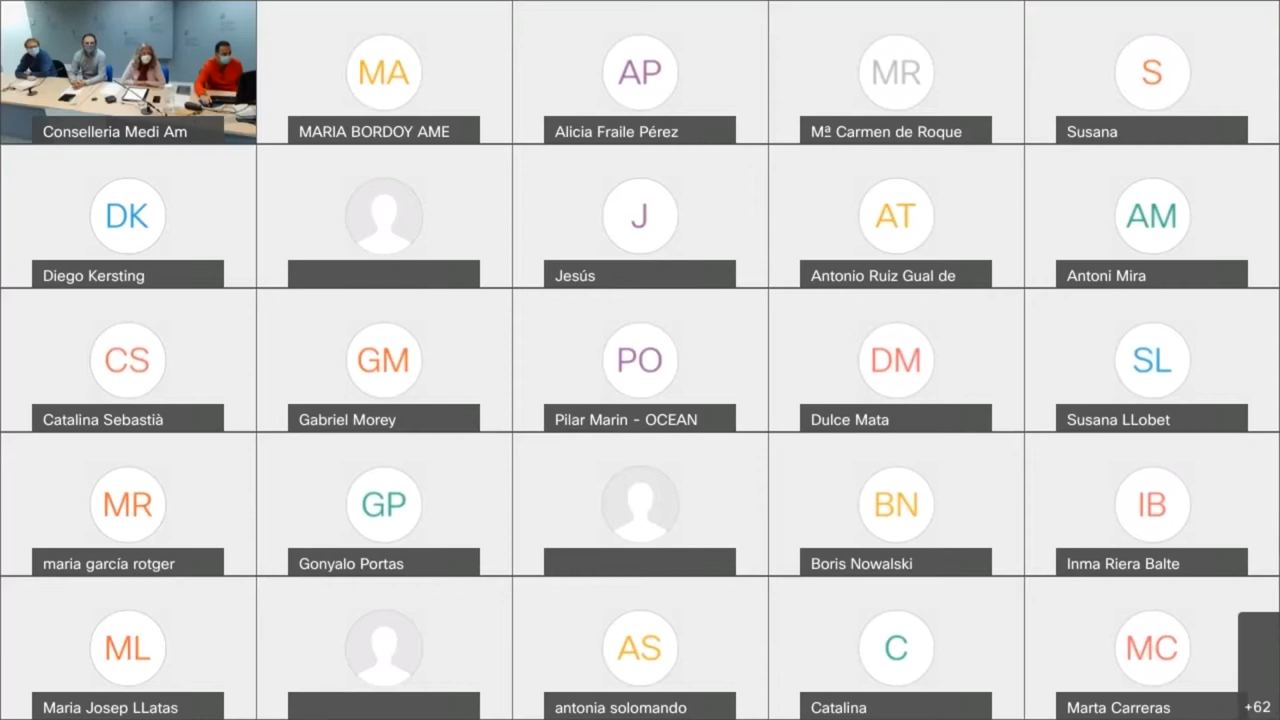 Conselleria Medi Am
MA
MARIA BORDOY AME
AP
Alicia Fraile Pérez
MR
Mª Carmen de Roque
S
Susana
DK
Diego Kersting
J
Jesús
AT
Antonio Ruiz Gual de
AM
Antoni Mira
CS
Catalina Sebastià
GM
Gabriel Morey
PO
Pilar Marin - OCEAN
DM
Dulce Mata
SL
Susana LLobet
MR
maria garcía rotger
GP
Gonyalo Portas
BN
Boris Nowalski
IB
Inma Riera Balte
ML
Maria Josep LLatas
AS
antonia solomando
C
Catalina
MC
Marta Carreras
+62